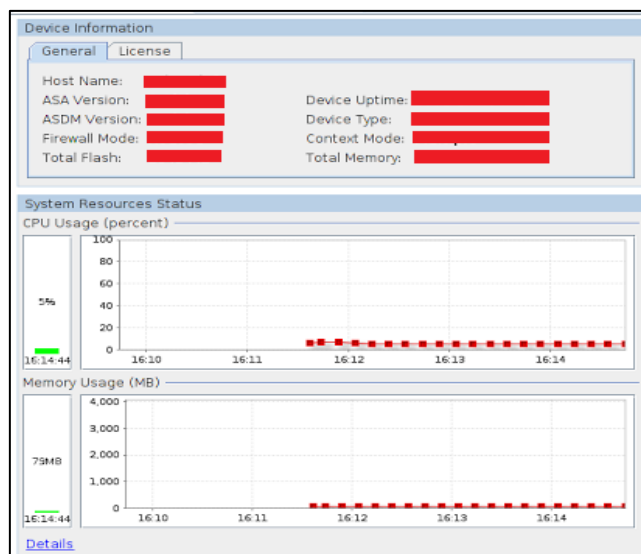 Device Information
General License
Host Name:
ASA Version: Device Uptime:
ASDM Version: Device Type:
Firewall Mode: Context Mode:
Total Flash: Total Memory:
System Resources Status
CPU Usage (percent)
100
80
60
5%
40
20
0
16:14:44 16:10 16:11 16:12 16:13 16:14
Memory Usage (MB)
4,000
3,000
79MB
2,000
1,000
0
16:14:44 16:10 16:11 16:12 16:13 16:14
Details